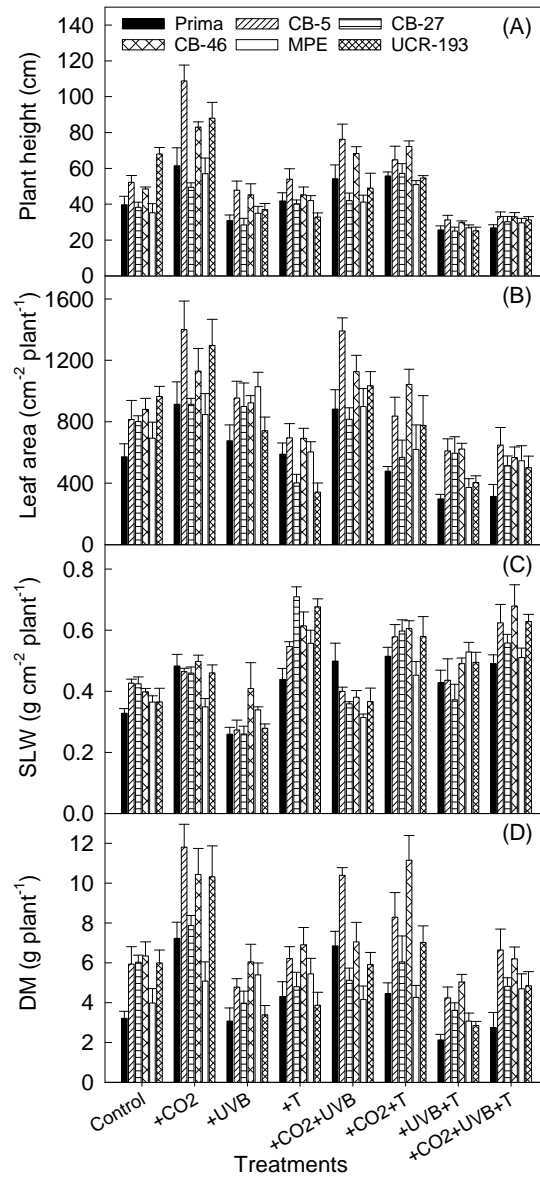 Prima CB-5 CB-27 (A)
CB-46 MPE UCR-193
Plant height (cm)
140
120
100
80
60
40
20
0
(B)
Leaf area (cm⁻² plant⁻¹)
1600
1200
800
400
0
(C)
SLW (g cm⁻² plant⁻¹)
0.8
0.6
0.4
0.2
0.0
(D)
DM (g plant⁻¹)
12
10
8
6
4
2
0
Control +CO2 +UVB +T +CO2+UVB +CO2+T +UVB+T +CO2+UVB+T
Treatments